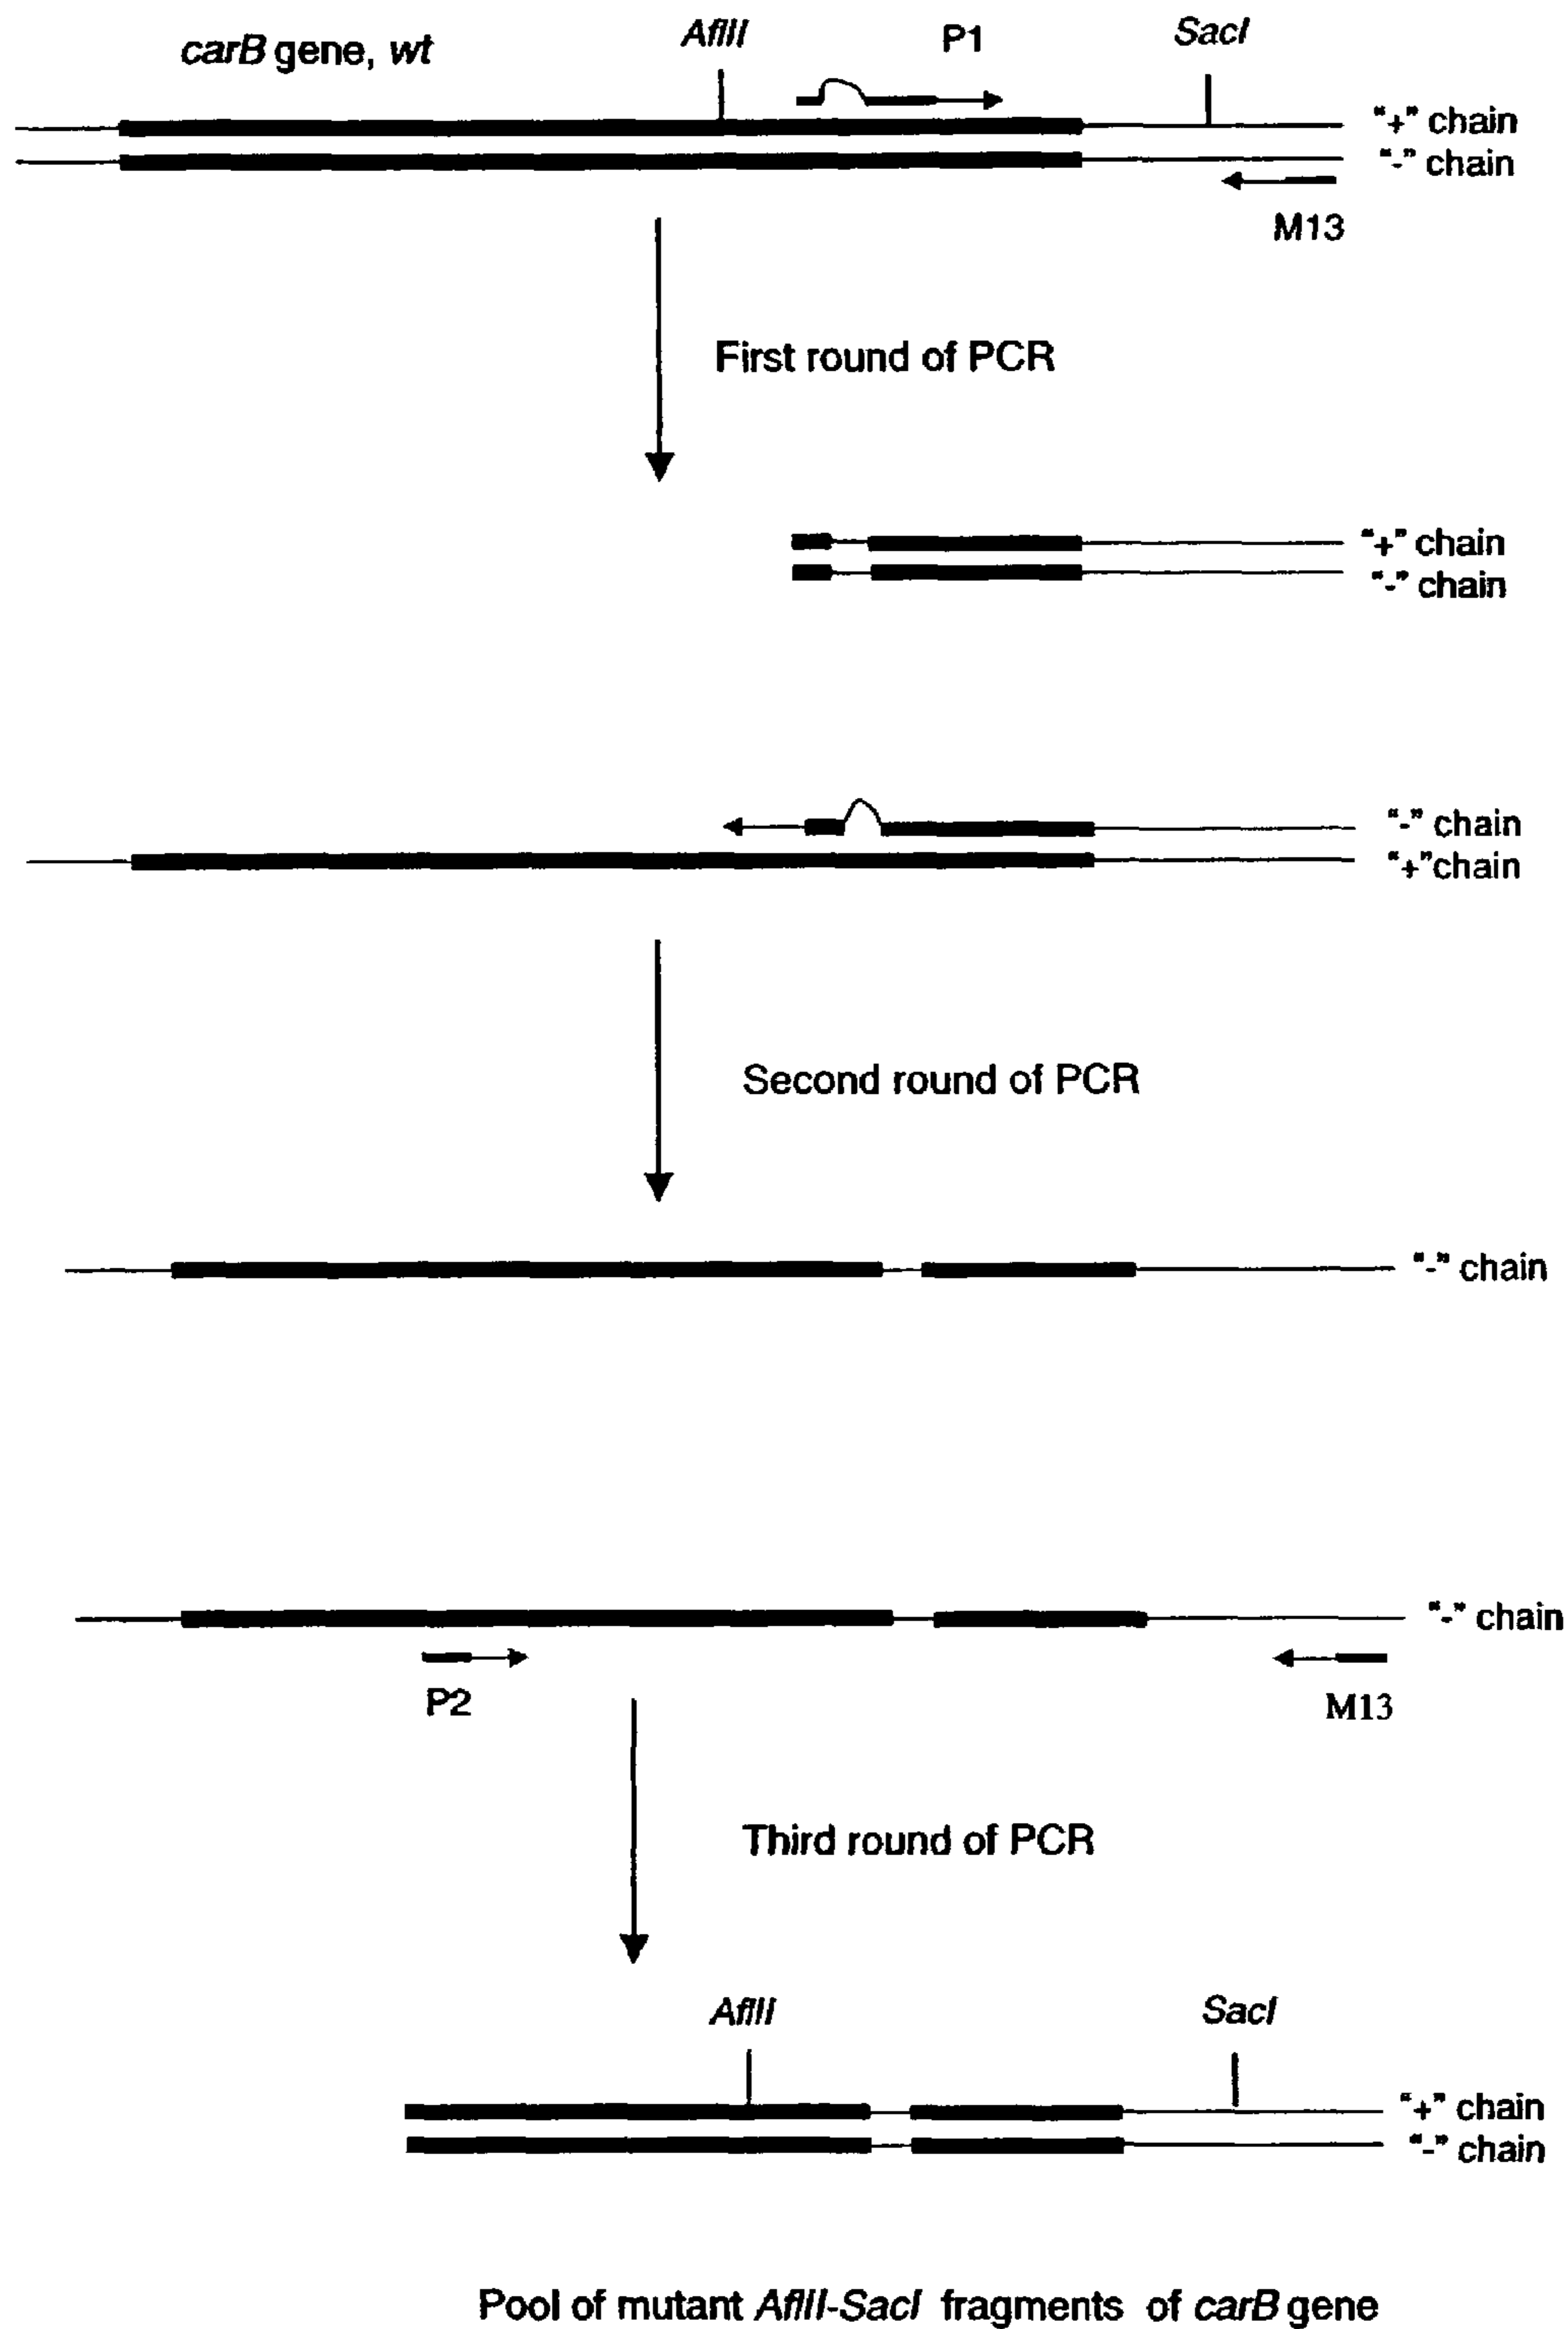 carB gene, wt
AflII
P1
SacI
“+” chain
“-” chain
M13
First round of PCR
“+” chain
“-” chain
“-” chain
“+”chain
Second round of PCR
“-” chain
“-” chain
P2
M13
Third round of PCR
AflII
SacI
“+” chain
“-” chain
Pool of mutant AflII-SacI fragments of carB gene